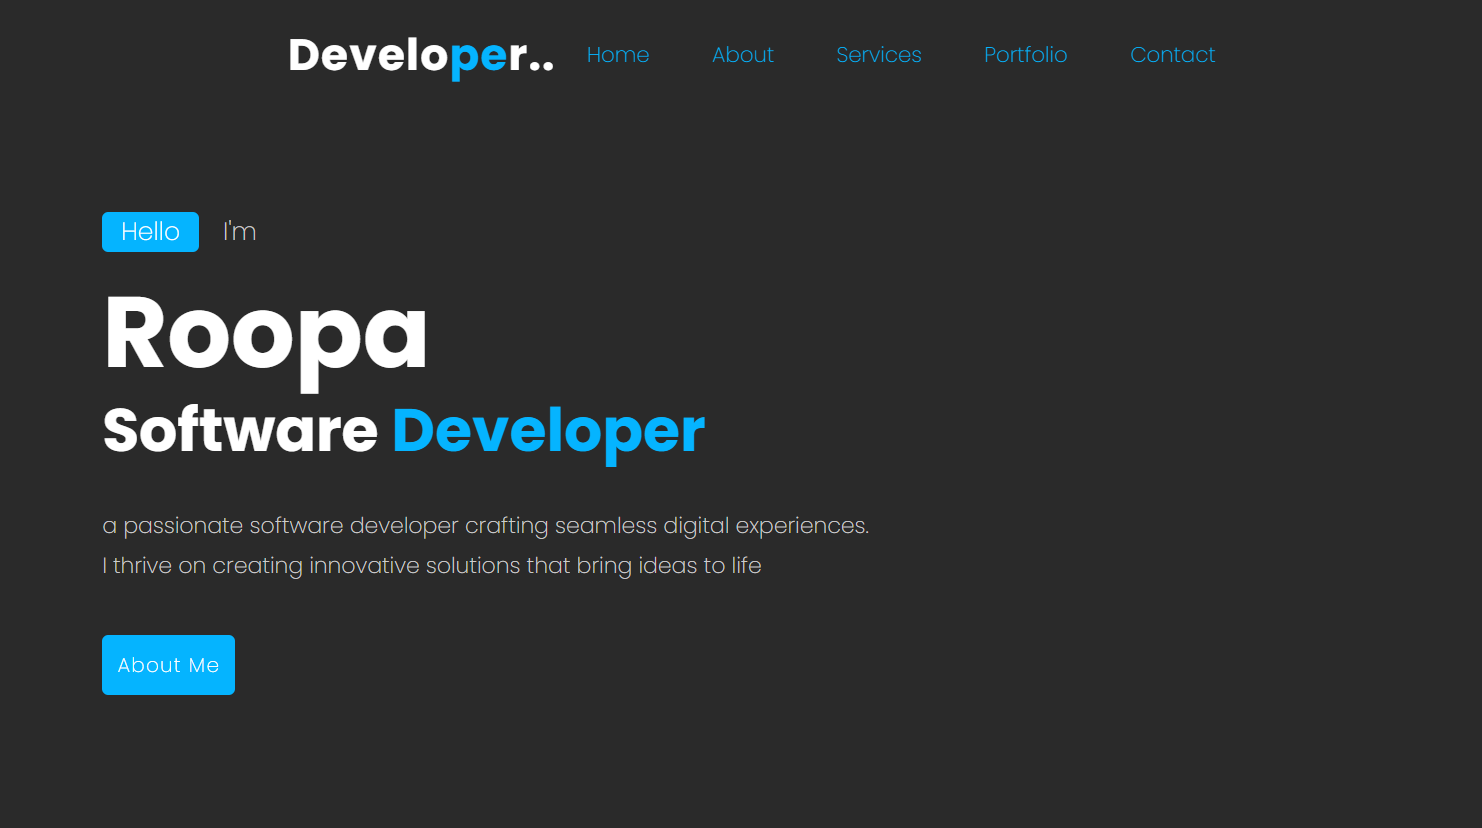 Developer.. Home About Services Portfolio Contact
Hello I'm
Roopa
Software Developer
a passionate software developer crafting seamless digital experiences.
I thrive on creating innovative solutions that bring ideas to life
About Me